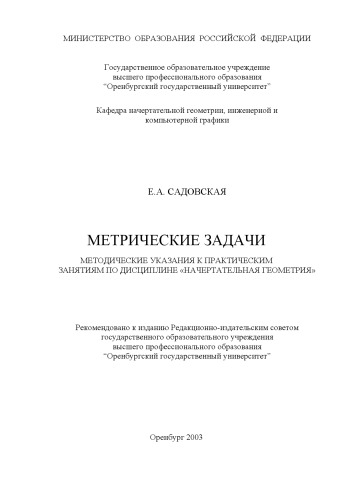 МИНИСТЕРСТВО ОБРАЗОВАНИЯ РОССИЙСКОЙ ФЕДЕРАЦИИ
Государственное образовательное учреждение
высшего профессионального образования
“Оренбургский государственный университет”
Кафедра начертательной геометрии, инженерной и
компьютерной графики
Е.А. САДОВСКАЯ
МЕТРИЧЕСКИЕ ЗАДАЧИ
МЕТОДИЧЕСКИЕ УКАЗАНИЯ К ПРАКТИЧЕСКИМ
ЗАНЯТИЯМ ПО ДИСЦИПЛИНЕ «НАЧЕРТАТЕЛЬНАЯ ГЕОМЕТРИЯ»
Рекомендовано к изданию Редакционно-издательским советом
государственного образовательного учреждения
высшего профессионального образования
“Оренбургский государственный университет”
Оренбург 2003